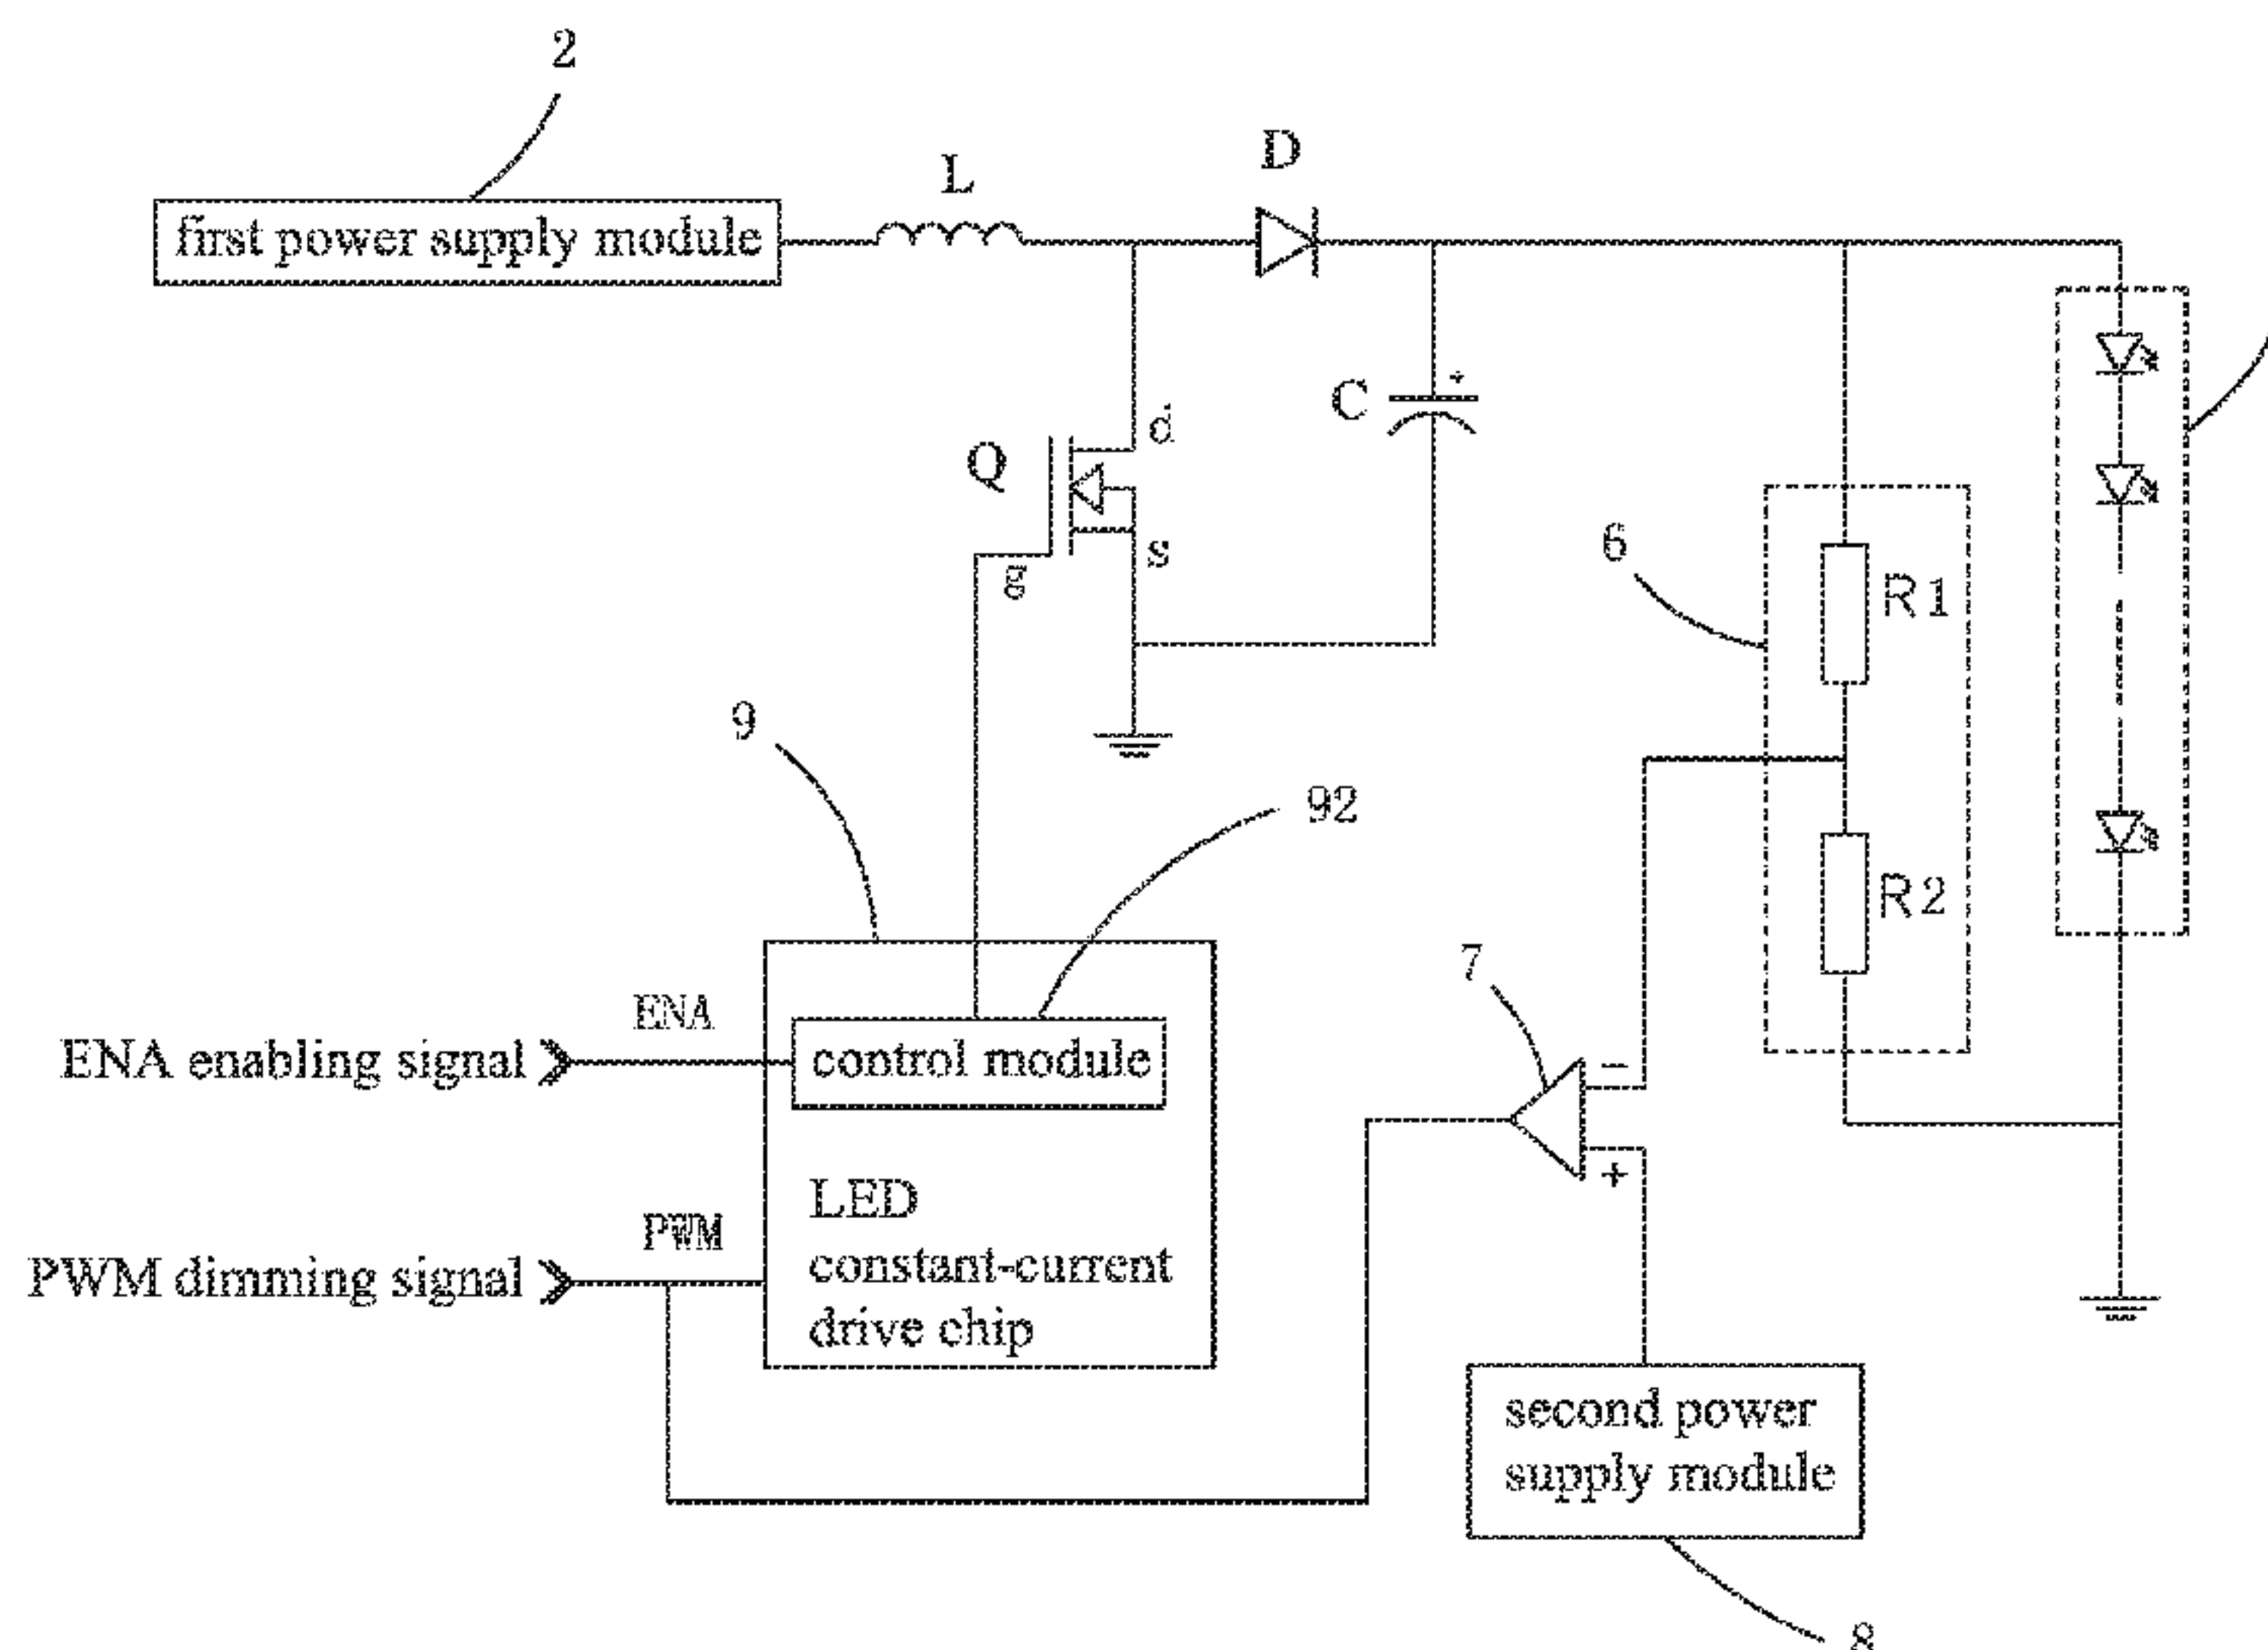 2
L
D
first power supply module
+
C
d
Q
s
g
6
R1
9
92
R2
7
ENA
ENA enabling signal
control module
-
+
LED
constant-current
drive chip
PWM
PWM dimming signal
second power
supply module
8